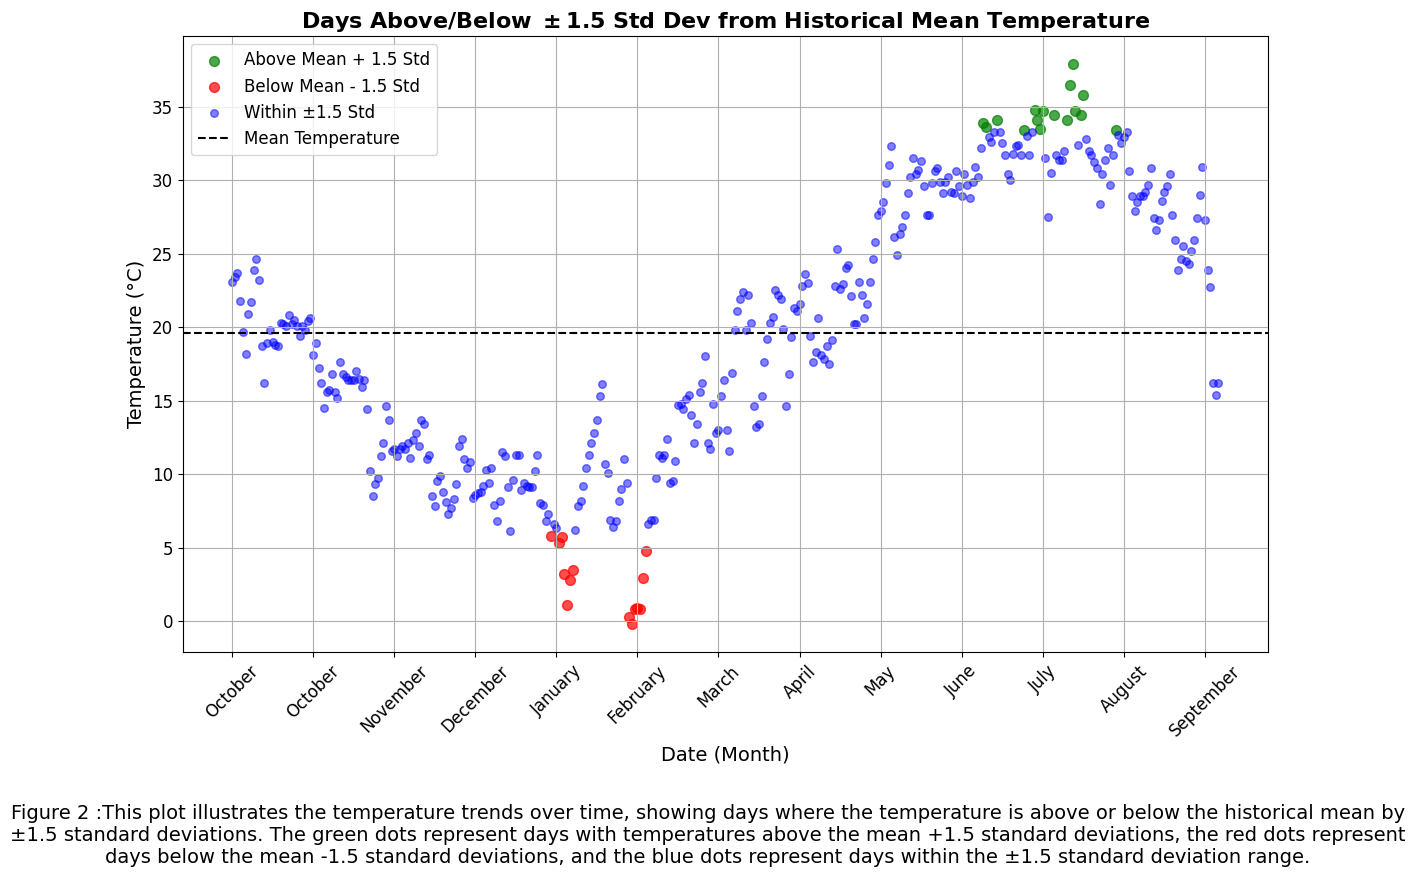 Days Above/Below ±1.5 Std Dev from Historical Mean Temperature
Above Mean + 1.5 Std
Below Mean - 1.5 Std
Within ±1.5 Std
Mean Temperature
Temperature (°C)
35
30
25
20
15
10
5
0
October
October
November
December
January
February
March
April
May
June
July
August
September
Date (Month)
Figure 2 :This plot illustrates the temperature trends over time, showing days where the temperature is above or below the historical mean by
±1.5 standard deviations. The green dots represent days with temperatures above the mean +1.5 standard deviations, the red dots represent
days below the mean -1.5 standard deviations, and the blue dots represent days within the ±1.5 standard deviation range.